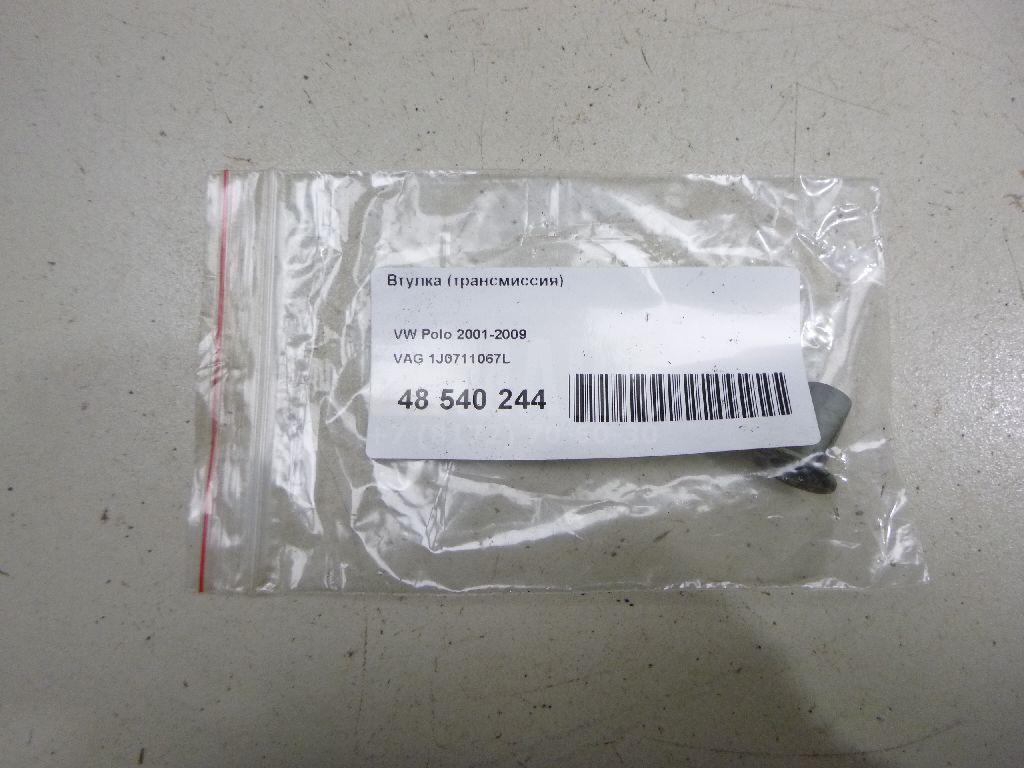 Втулка (трансмиссия)
VW Polo 2001-2009
VAG 1J0711067L
48 540 244